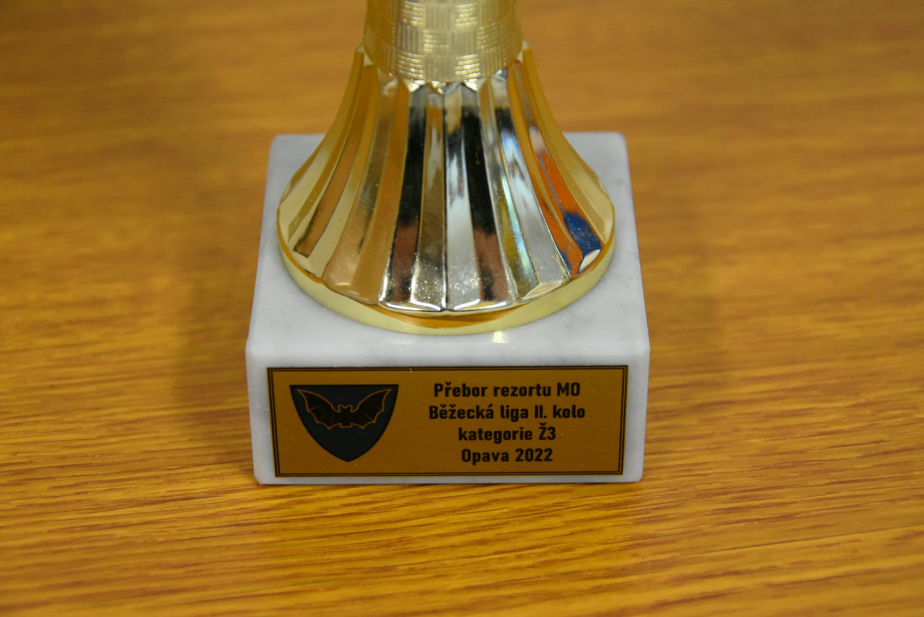 Přebor rezortu MO
Běžecká liga II. kolo
kategorie Ž3
Opava 2022